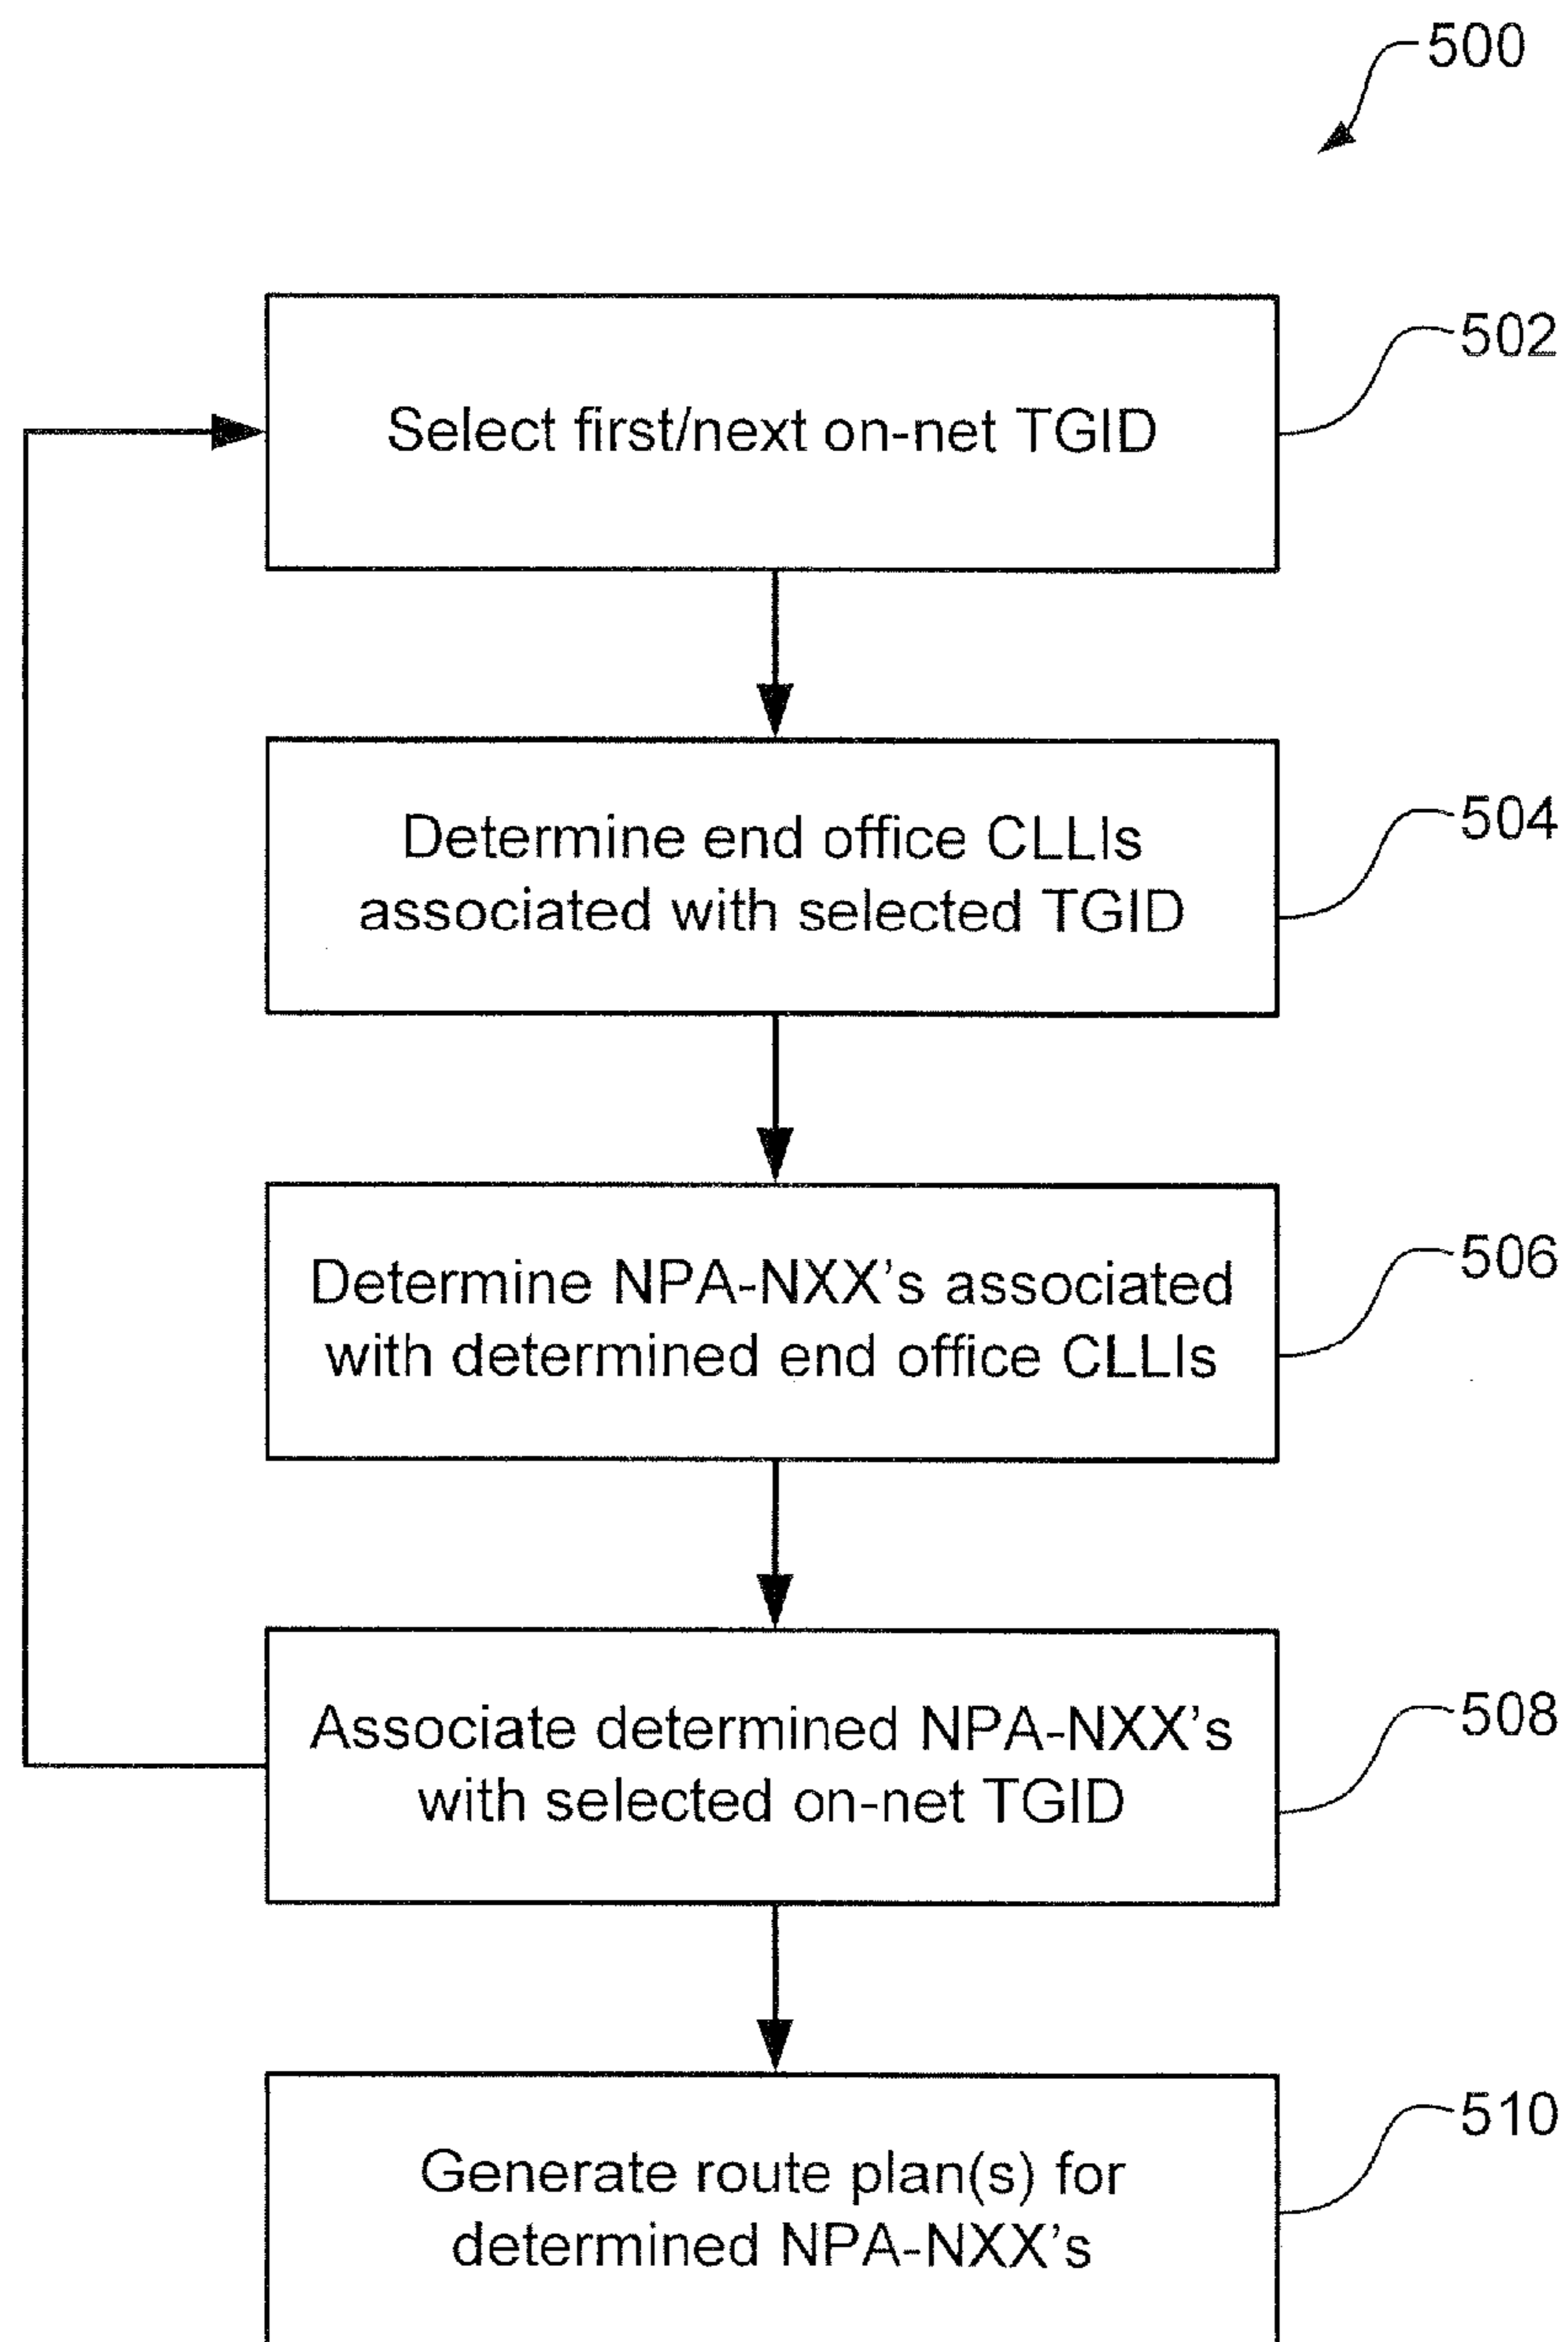 500
Select first/next on-net TGID
502
Determine end office CLLIs
associated with selected TGID
504
Determine NPA-NXX’s associated
with determined end office CLLIs
506
Associate determined NPA-NXX’s
with selected on-net TGID
508
Generate route plan(s) for
determined NPA-NXX’s
510